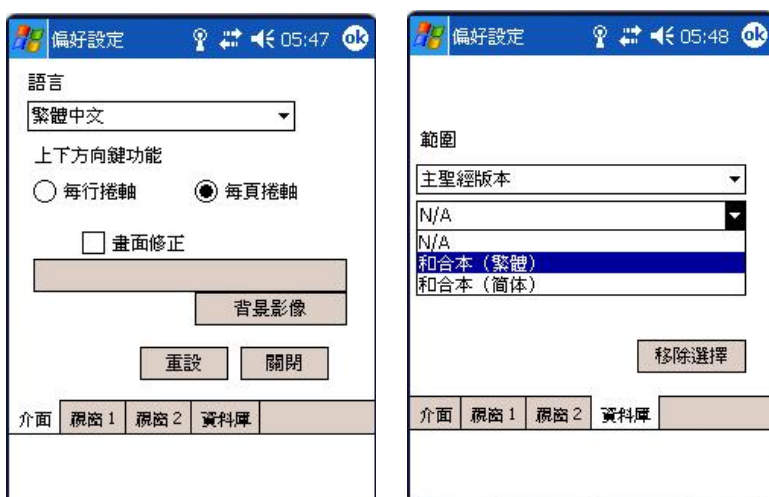 偏好設定 05:47 ok
語言
繁體中文
上下方向鍵功能
每行捲軸 每頁捲軸
畫面修正
背景影像
重設 關閉
介面 視窗1 視窗2 資料庫
偏好設定 05:48 ok
範圍
主聖經版本
N/A
N/A
和合本（繁體）
和合本（简体）
移除選擇
介面 視窗1 視窗2 資料庫